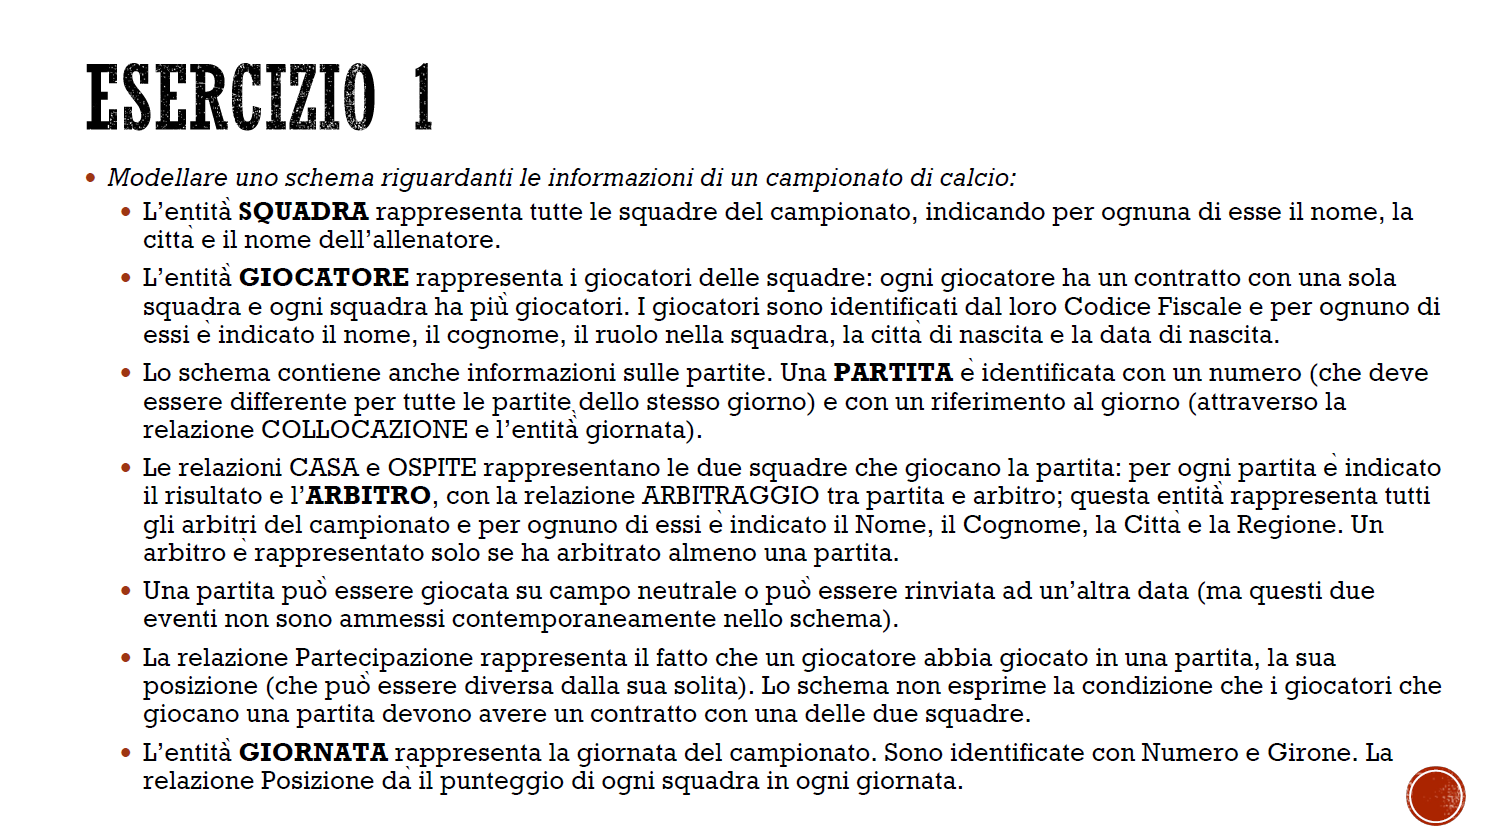 ESERCIZIO 1
• Modellare uno schema riguardanti le informazioni di un campionato di calcio:
• L'entità SQUADRA rappresenta tutte le squadre del campionato, indicando per ognuna di esse il nome, la
città e il nome dell'allenatore.
• L'entità GIOCATORE rappresenta i giocatori delle squadre: ogni giocatore ha un contratto con una sola
squadra e ogni squadra ha più giocatori. I giocatori sono identificati dal loro Codice Fiscale e per ognuno di
essi è indicato il nome, il cognome, il ruolo nella squadra, la città di nascita e la data di nascita.
• Lo schema contiene anche informazioni sulle partite. Una PARTITA è identificata con un numero (che deve
essere differente per tutte le partite dello stesso giorno) e con un riferimento al giorno (attraverso la
relazione COLLOCAZIONE e l'entità giornata).
• Le relazioni CASA e OSPITE rappresentano le due squadre che giocano la partita: per ogni partita è indicato
il risultato e l'ARBITRO, con la relazione ARBITRAGGIO tra partita e arbitro; questa entità rappresenta tutti
gli arbitri del campionato e per ognuno di essi è indicato il Nome, il Cognome, la Città e la Regione. Un
arbitro è rappresentato solo se ha arbitrato almeno una partita.
• Una partita può essere giocata su campo neutrale o può essere rinviata ad un'altra data (ma questi due
eventi non sono ammessi contemporaneamente nello schema).
• La relazione Partecipazione rappresenta il fatto che un giocatore abbia giocato in una partita, la sua
posizione (che può essere diversa dalla sua solita). Lo schema non esprime la condizione che i giocatori che
giocano una partita devono avere un contratto con una delle due squadre.
• L'entità GIORNATA rappresenta la giornata del campionato. Sono identificate con Numero e Girone. La
relazione Posizione dà il punteggio di ogni squadra in ogni giornata.